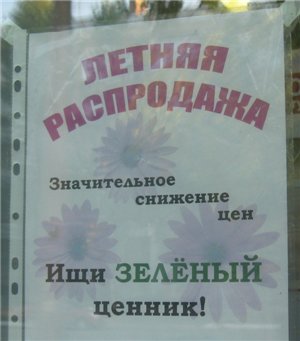 ЛЕТНЯЯ
РАСПРОДАЖА
Значительное
снижение
цен
Ищи ЗЕЛЁНЫЙ
ценник!